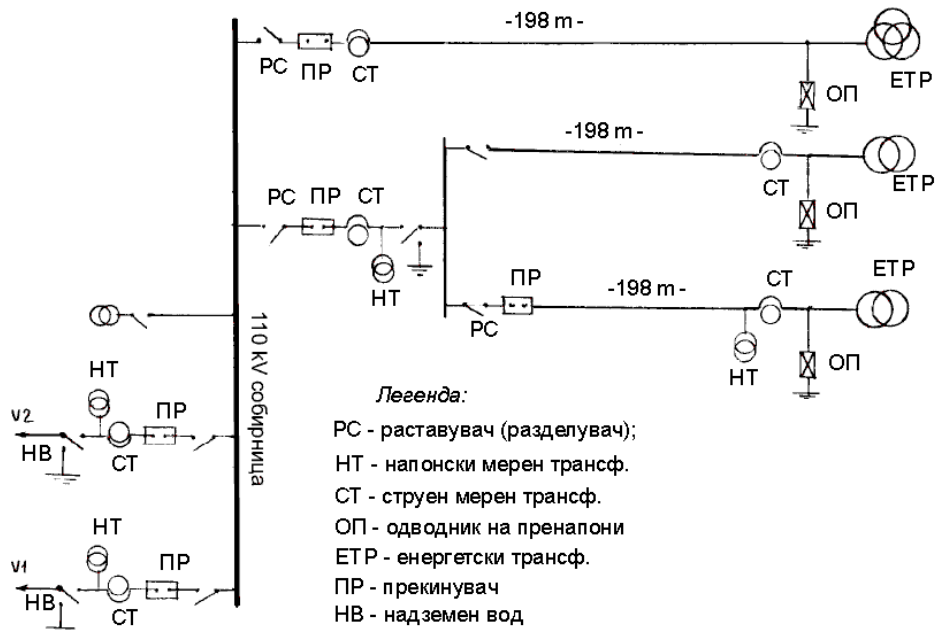 -198 m -
РС
ПР
СТ
ОП
ЕТР
-198 m -
СТ
ЕТР
ОП
РС
ПР
СТ
НТ
ПР
-198 m -
СТ
ЕТР
РС
НТ
ОП
110 kV собирница
НТ
ПР
V2
НВ
СТ
НТ
ПР
V1
НВ
СТ
Легенда:
РС - раставувач (разделувач);
НТ - напонски мерен трансф.
СТ - струен мерен трансф.
ОП - одводник на пренапони
ЕТР - енергетски трансф.
ПР - прекинувач
НВ - надземен вод